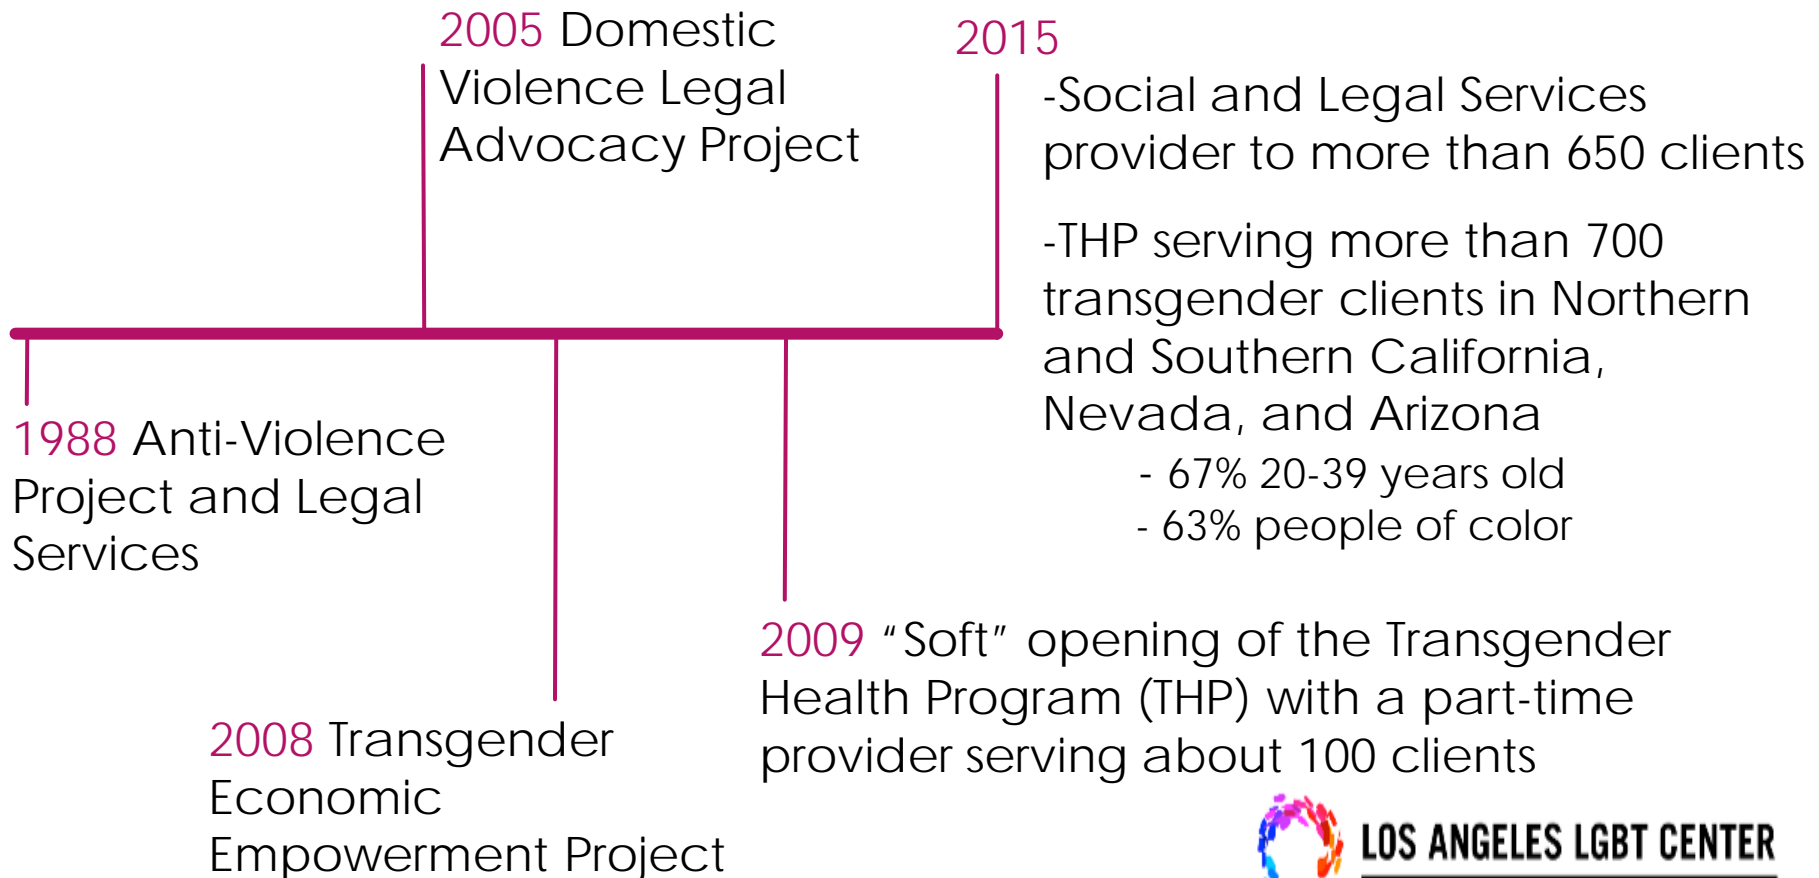 2005 Domestic
Violence Legal
Advocacy Project
2015
-Social and Legal Services
provider to more than 650 clients
-THP serving more than 700
transgender clients in Northern
and Southern California,
Nevada, and Arizona
- 67% 20-39 years old
- 63% people of color
1988 Anti-Violence
Project and Legal
Services
2009 “Soft” opening of the Transgender
Health Program (THP) with a part-time
provider serving about 100 clients
2008 Transgender
Economic
Empowerment Project
LOS ANGELES LGBT CENTER